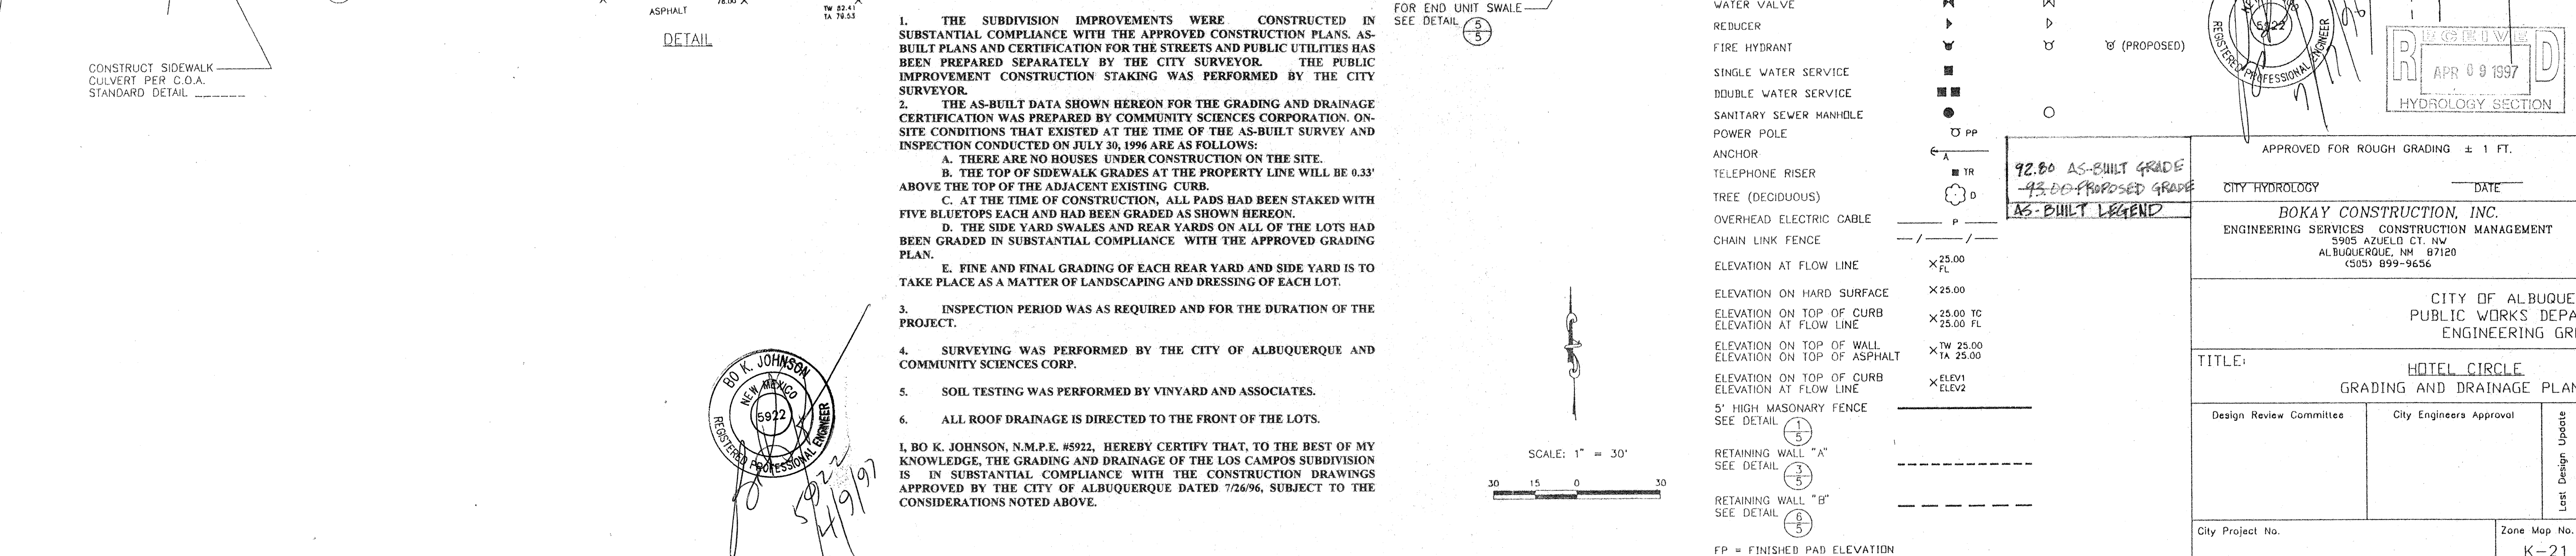 ASPHALT
78.00 X
TW 82.41
TA 79.53
DETAIL
CONSTRUCT SIDEWALK
CULVERT PER C.O.A.
STANDARD DETAIL ______
1. THE SUBDIVISION IMPROVEMENTS WERE CONSTRUCTED IN
SUBSTANTIAL COMPLIANCE WITH THE APPROVED CONSTRUCTION PLANS. AS-
BUILT PLANS AND CERTIFICATION FOR THE STREETS AND PUBLIC UTILITIES HAS
BEEN PREPARED SEPARATELY BY THE CITY SURVEYOR. THE PUBLIC
IMPROVEMENT CONSTRUCTION STAKING WAS PERFORMED BY THE CITY
SURVEYOR.
2. THE AS-BUILT DATA SHOWN HEREON FOR THE GRADING AND DRAINAGE
CERTIFICATION WAS PREPARED BY COMMUNITY SCIENCES CORPORATION. ON-
SITE CONDITIONS THAT EXISTED AT THE TIME OF THE AS-BUILT SURVEY AND
INSPECTION CONDUCTED ON JULY 30, 1996 ARE AS FOLLOWS:
A. THERE ARE NO HOUSES UNDER CONSTRUCTION ON THE SITE.
B. THE TOP OF SIDEWALK GRADES AT THE PROPERTY LINE WILL BE 0.33'
ABOVE THE TOP OF THE ADJACENT EXISTING CURB.
C. AT THE TIME OF CONSTRUCTION, ALL PADS HAD BEEN STAKED WITH
FIVE BLUETOPS EACH AND HAD BEEN GRADED AS SHOWN HEREON.
D. THE SIDE YARD SWALES AND REAR YARDS ON ALL OF THE LOTS HAD
BEEN GRADED IN SUBSTANTIAL COMPLIANCE WITH THE APPROVED GRADING
PLAN.
E. FINE AND FINAL GRADING OF EACH REAR YARD AND SIDE YARD IS TO
TAKE PLACE AS A MATTER OF LANDSCAPING AND DRESSING OF EACH LOT.
3. INSPECTION PERIOD WAS AS REQUIRED AND FOR THE DURATION OF THE
PROJECT.
4. SURVEYING WAS PERFORMED BY THE CITY OF ALBUQUERQUE AND
COMMUNITY SCIENCES CORP.
5. SOIL TESTING WAS PERFORMED BY VINYARD AND ASSOCIATES.
6. ALL ROOF DRAINAGE IS DIRECTED TO THE FRONT OF THE LOTS.
I, BO K. JOHNSON, N.M.P.E. #5922, HEREBY CERTIFY THAT, TO THE BEST OF MY
KNOWLEDGE, THE GRADING AND DRAINAGE OF THE LOS CAMPOS SUBDIVISION
IS IN SUBSTANTIAL COMPLIANCE WITH THE CONSTRUCTION DRAWINGS
APPROVED BY THE CITY OF ALBUQUERQUE DATED 7/26/96, SUBJECT TO THE
CONSIDERATIONS NOTED ABOVE.
BO K. JOHNSON
NEW MEXICO
5922
REGISTERED PROFESSIONAL ENGINEER
5922
4/9/97
FOR END UNIT SWALE
SEE DETAIL 5
5
SCALE: 1" = 30'
30 15 0 30
WATER VALVE
REDUCER
FIRE HYDRANT (PROPOSED)
SINGLE WATER SERVICE
DOUBLE WATER SERVICE
SANITARY SEWER MANHOLE
POWER POLE PP
ANCHOR A
TELEPHONE RISER TR
TREE (DECIDUOUS) D
OVERHEAD ELECTRIC CABLE P
CHAIN LINK FENCE
ELEVATION AT FLOW LINE X 25.00
FL
ELEVATION ON HARD SURFACE X 25.00
ELEVATION ON TOP OF CURB X 25.00 TC
ELEVATION AT FLOW LINE 25.00 FL
ELEVATION ON TOP OF WALL X TW 25.00
ELEVATION ON TOP OF ASPHALT TA 25.00
ELEVATION ON TOP OF CURB X ELEV1
ELEVATION AT FLOW LINE ELEV2
5' HIGH MASONARY FENCE
SEE DETAIL 1
5
RETAINING WALL "A"
SEE DETAIL 3
5
RETAINING WALL "B"
SEE DETAIL 6
5
FP = FINISHED PAD ELEVATION
92.80 AS-BUILT GRADE
93.00 PROPOSED GRADE
AS-BUILT LEGEND
5922
REGISTERED PROFESSIONAL ENGINEER
RECEIVED
APR 09 1997
HYDROLOGY SECTION
APPROVED FOR ROUGH GRADING ± 1 FT.
CITY HYDROLOGY DATE
BOKAY CONSTRUCTION, INC.
ENGINEERING SERVICES CONSTRUCTION MANAGEMENT
5905 AZUELO CT. NW
ALBUQUERQUE, NM 87120
(505) 899-9656
CITY OF ALBUQUE
PUBLIC WORKS DEPA
ENGINEERING GR
TITLE:
HOTEL CIRCLE
GRADING AND DRAINAGE PLAN
Design Review Committee
City Engineers Approval
Last Design Update
City Project No.
Zone Map No.
K-21